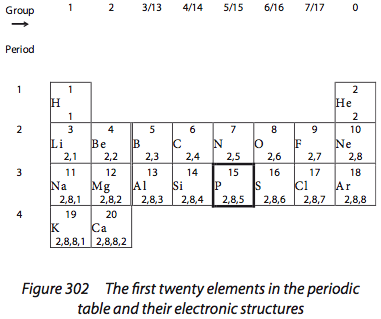 Group 1 2 3/13 4/14 5/15 6/16 7/17 0
→
Period
1 1 2
H He
1 2
2 3 4 5 6 7 8 9 10
Li Be B C N O F Ne
2,1 2,2 2,3 2,4 2,5 2,6 2,7 2,8
3 11 12 13 14 15 16 17 18
Na Mg Al Si P S Cl Ar
2,8,1 2,8,2 2,8,3 2,8,4 2,8,5 2,8,6 2,8,7 2,8,8
4 19 20
K Ca
2,8,8,1 2,8,8,2
Figure 302 The first twenty elements in the periodic
table and their electronic structures